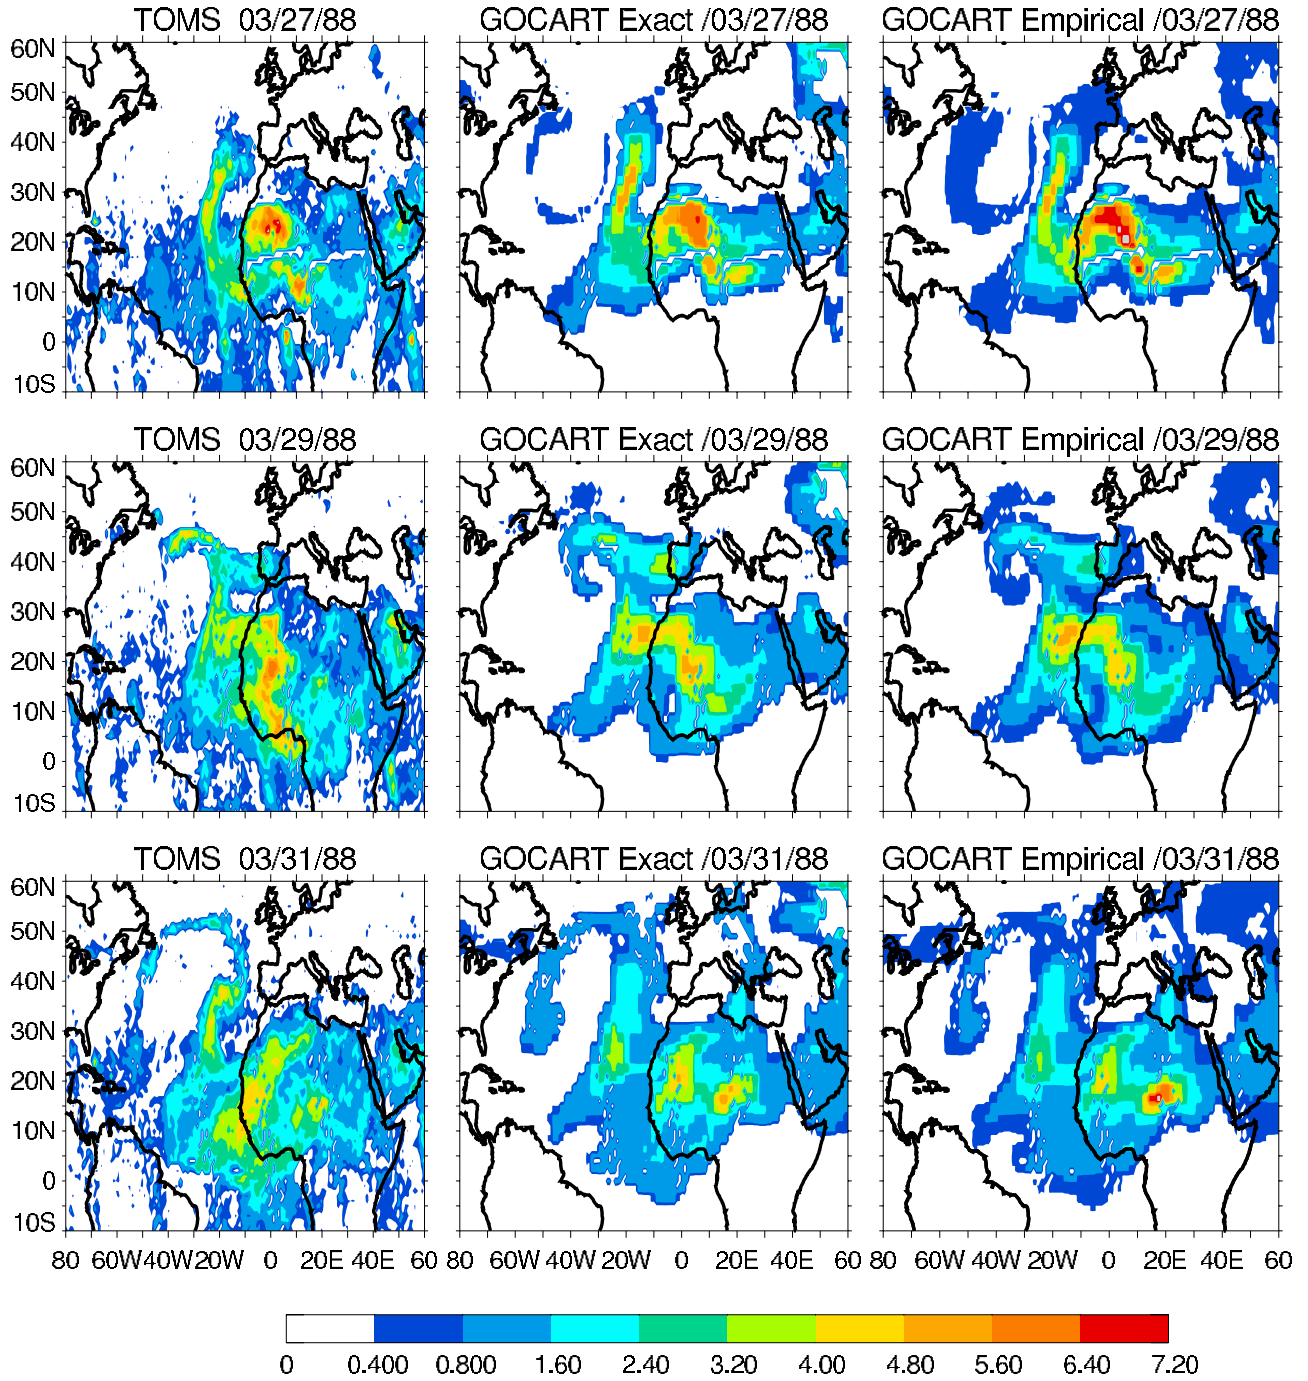 TOMS 03/27/88 GOCART Exact /03/27/88 GOCART Empirical /03/27/88
60N
50N
40N
30N
20N
10N
0
10S
TOMS 03/29/88 GOCART Exact /03/29/88 GOCART Empirical /03/29/88
60N
50N
40N
30N
20N
10N
0
10S
TOMS 03/31/88 GOCART Exact /03/31/88 GOCART Empirical /03/31/88
60N
50N
40N
30N
20N
10N
0
10S
80 60W 40W 20W 0 20E 40E 60 80 60W 40W 20W 0 20E 40E 60 80 60W 40W 20W 0 20E 40E 60
0 0.400 0.800 1.60 2.40 3.20 4.00 4.80 5.60 6.40 7.20